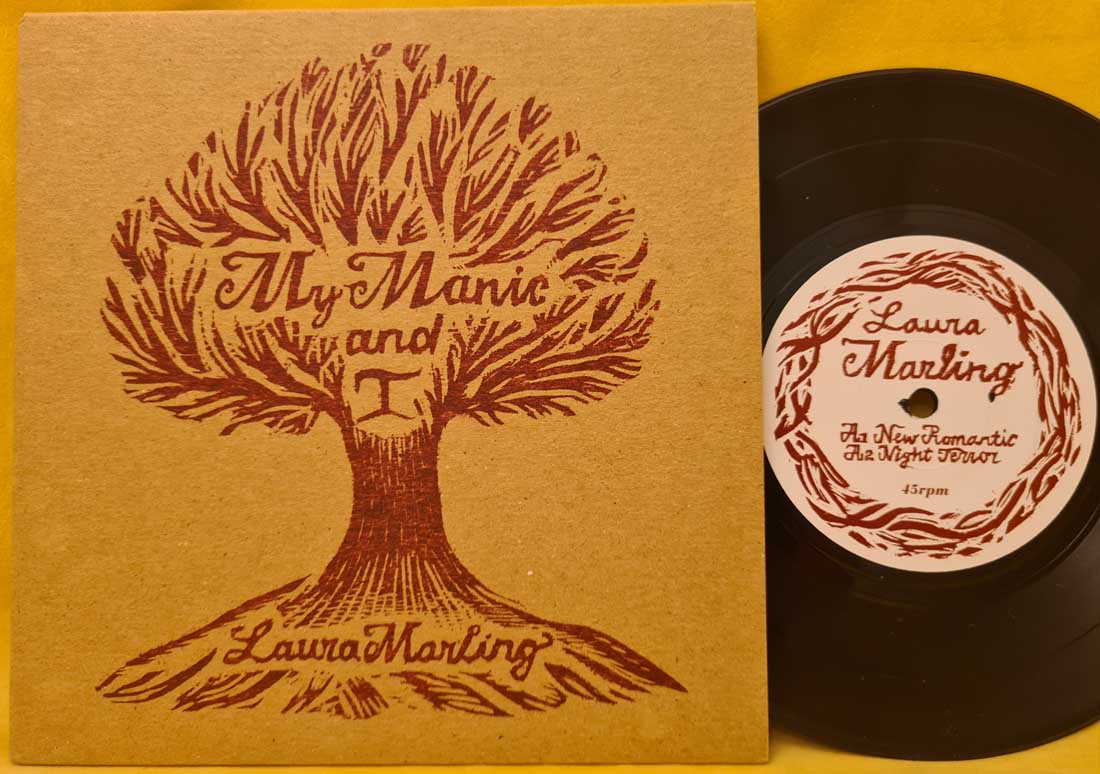 My Manic
and
I
Laura Marling
Laura
Marling
A1 New Romantic
A2 Night Terror
45rpm